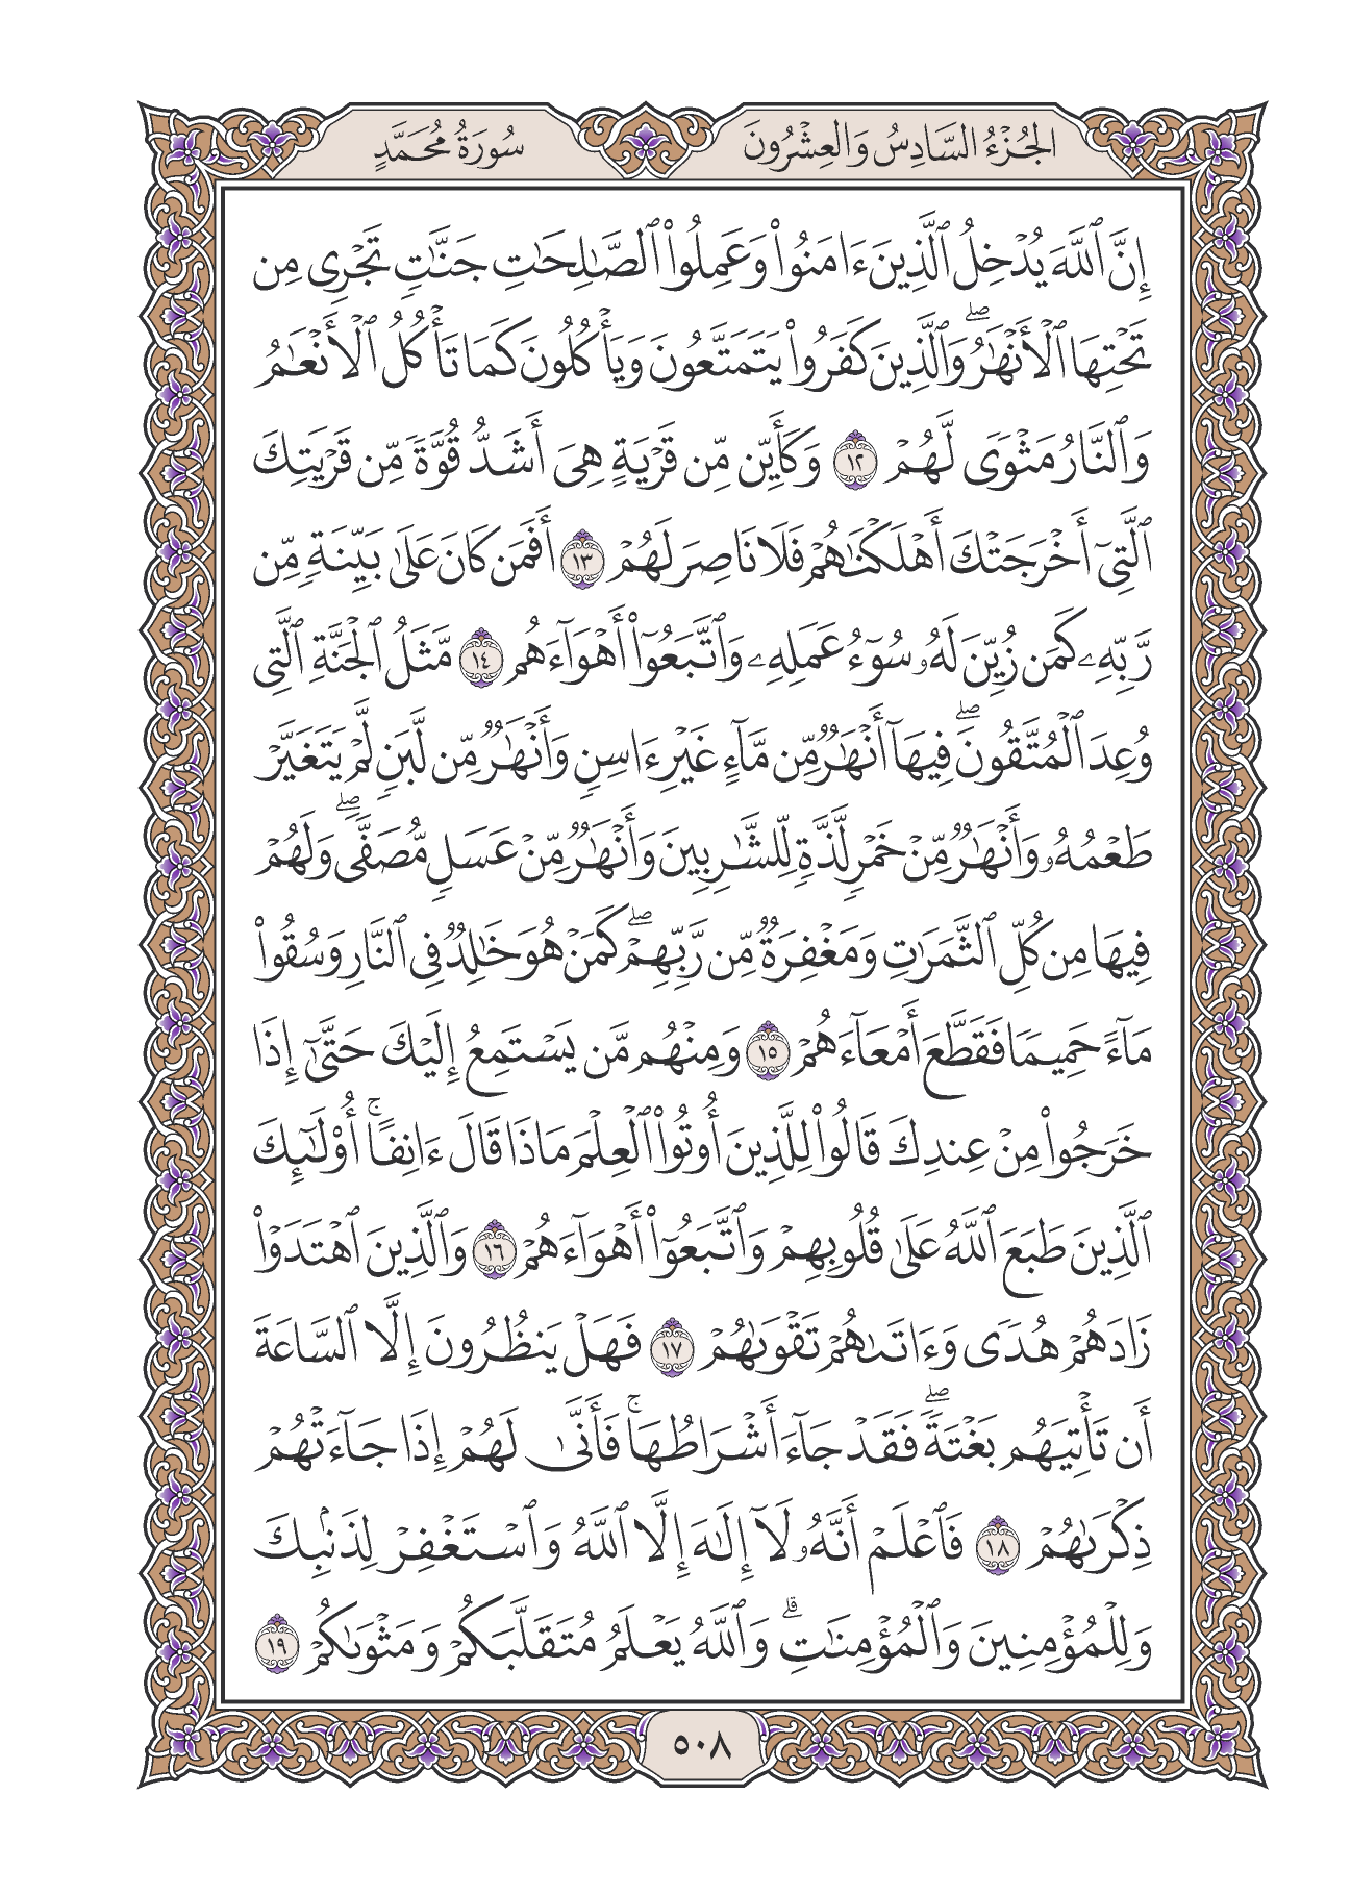 الجُزْءُ السَّادِسُ وَالعِشْرُونَ
سُورَةُ مُحَمَّدٍ
إِنَّ ٱللَّهَ يُدۡخِلُ ٱلَّذِينَ ءَامَنُواْ وَعَمِلُواْ ٱلصَّٰلِحَٰتِ جَنَّٰتٖ تَجۡرِي مِن
تَحۡتِهَا ٱلۡأَنۡهَٰرُۖ وَٱلَّذِينَ كَفَرُواْ يَتَمَتَّعُونَ وَيَأۡكُلُونَ كَمَا تَأۡكُلُ ٱلۡأَنۡعَٰمُ
وَٱلنَّارُ مَثۡوٗى لَّهُمۡ ١٢ وَكَأَيِّن مِّن قَرۡيَةٍ هِيَ أَشَدُّ قُوَّةٗ مِّن قَرۡيَتِكَ
ٱلَّتِيٓ أَخۡرَجَتۡكَ أَهۡلَكۡنَٰهُمۡ فَلَا نَاصِرَ لَهُمۡ ١٣ أَفَمَن كَانَ عَلَىٰ بَيِّنَةٖ مِّن
رَّبِّهِۦ كَمَن زُيِّنَ لَهُۥ سُوٓءُ عَمَلِهِۦ وَٱتَّبَعُوٓاْ أَهۡوَآءَهُم ١٤ مَّثَلُ ٱلۡجَنَّةِ ٱلَّتِي
وُعِدَ ٱلۡمُتَّقُونَۖ فِيهَآ أَنۡهَٰرٞ مِّن مَّآءٍ غَيۡرِ ءَاسِنٖ وَأَنۡهَٰرٞ مِّن لَّبَنٖ لَّمۡ يَتَغَيَّرۡ
طَعۡمُهُۥ وَأَنۡهَٰرٞ مِّنۡ خَمۡرٖ لَّذَّةٖ لِّلشَّٰرِبِينَ وَأَنۡهَٰرٞ مِّنۡ عَسَلٖ مُّصَفّٗىۖ وَلَهُمۡ
فِيهَا مِن كُلِّ ٱلثَّمَرَٰتِ وَمَغۡفِرَةٞ مِّن رَّبِّهِمۡۖ كَمَنۡ هُوَ خَٰلِدٞ فِي ٱلنَّارِ وَسُقُواْ
مَآءً حَمِيمٗا فَقَطَّعَ أَمۡعَآءَهُمۡ ١٥ وَمِنۡهُم مَّن يَسۡتَمِعُ إِلَيۡكَ حَتَّىٰٓ إِذَا
خَرَجُواْ مِنۡ عِندِكَ قَالُواْ لِلَّذِينَ أُوتُواْ ٱلۡعِلۡمَ مَاذَا قَالَ ءَانِفًاۚ أُوْلَٰٓئِكَ
ٱلَّذِينَ طَبَعَ ٱللَّهُ عَلَىٰ قُلُوبِهِمۡ وَٱتَّبَعُوٓاْ أَهۡوَآءَهُمۡ ١٦ وَٱلَّذِينَ ٱهۡتَدَوۡاْ
زَادَهُمۡ هُدٗى وَءَاتَىٰهُمۡ تَقۡوَىٰهُمۡ ١٧ فَهَلۡ يَنظُرُونَ إِلَّا ٱلسَّاعَةَ
أَن تَأۡتِيَهُم بَغۡتَةٗۖ فَقَدۡ جَآءَ أَشۡرَاطُهَاۚ فَأَنَّىٰ لَهُمۡ إِذَا جَآءَتۡهُمۡ
ذِكۡرَىٰهُمۡ ١٨ فَٱعۡلَمۡ أَنَّهُۥ لَآ إِلَٰهَ إِلَّا ٱللَّهُ وَٱسۡتَغۡفِرۡ لِذَنۢبِكَ
وَلِلۡمُؤۡمِنِينَ وَٱلۡمُؤۡمِنَٰتِۗ وَٱللَّهُ يَعۡلَمُ مُتَقَلَّبَكُمۡ وَمَثۡوَىٰكُمۡ ١٩
٥٠٨